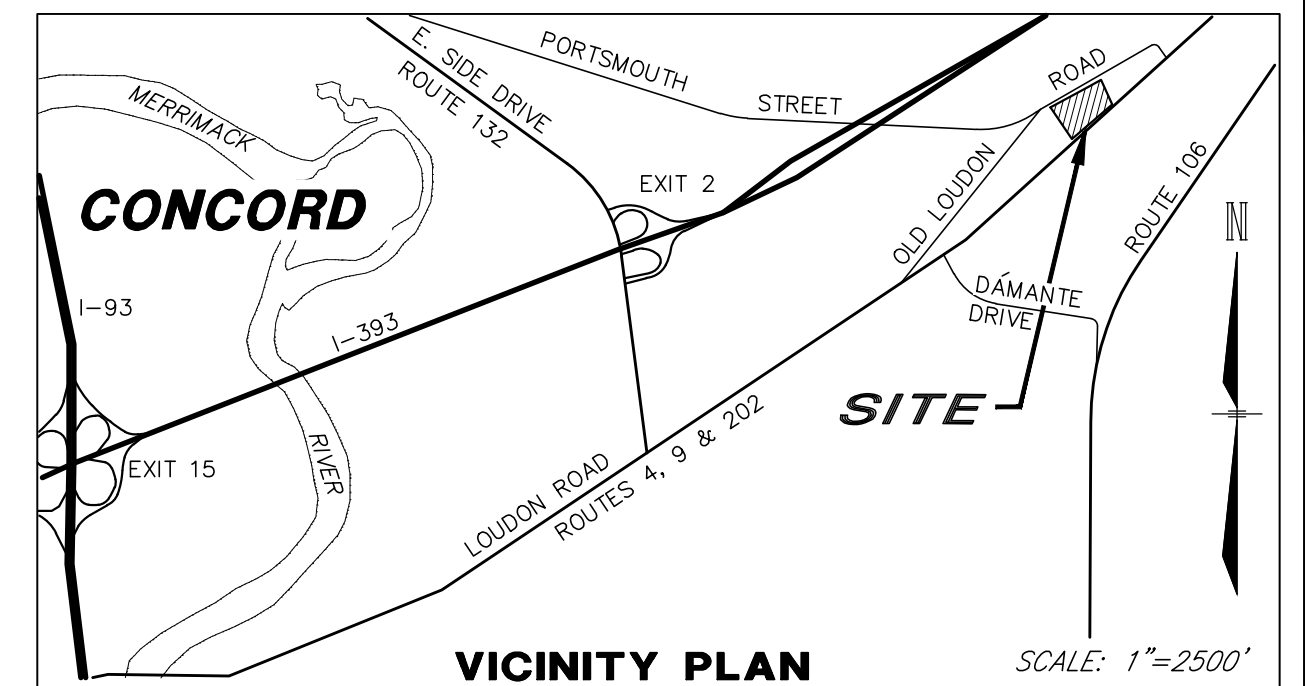 PORTSMOUTH
STREET
E. SIDE DRIVE
ROUTE 132
ROAD
MERRIMACK
CONCORD
EXIT 2
OLD LOUDON
ROUTE 106
N
I-93
I-393
DÁMANTE
DRIVE
SITE
EXIT 15
RIVER
LOUDON ROAD
ROUTES 4, 9 & 202
VICINITY PLAN
SCALE: 1"=2500'